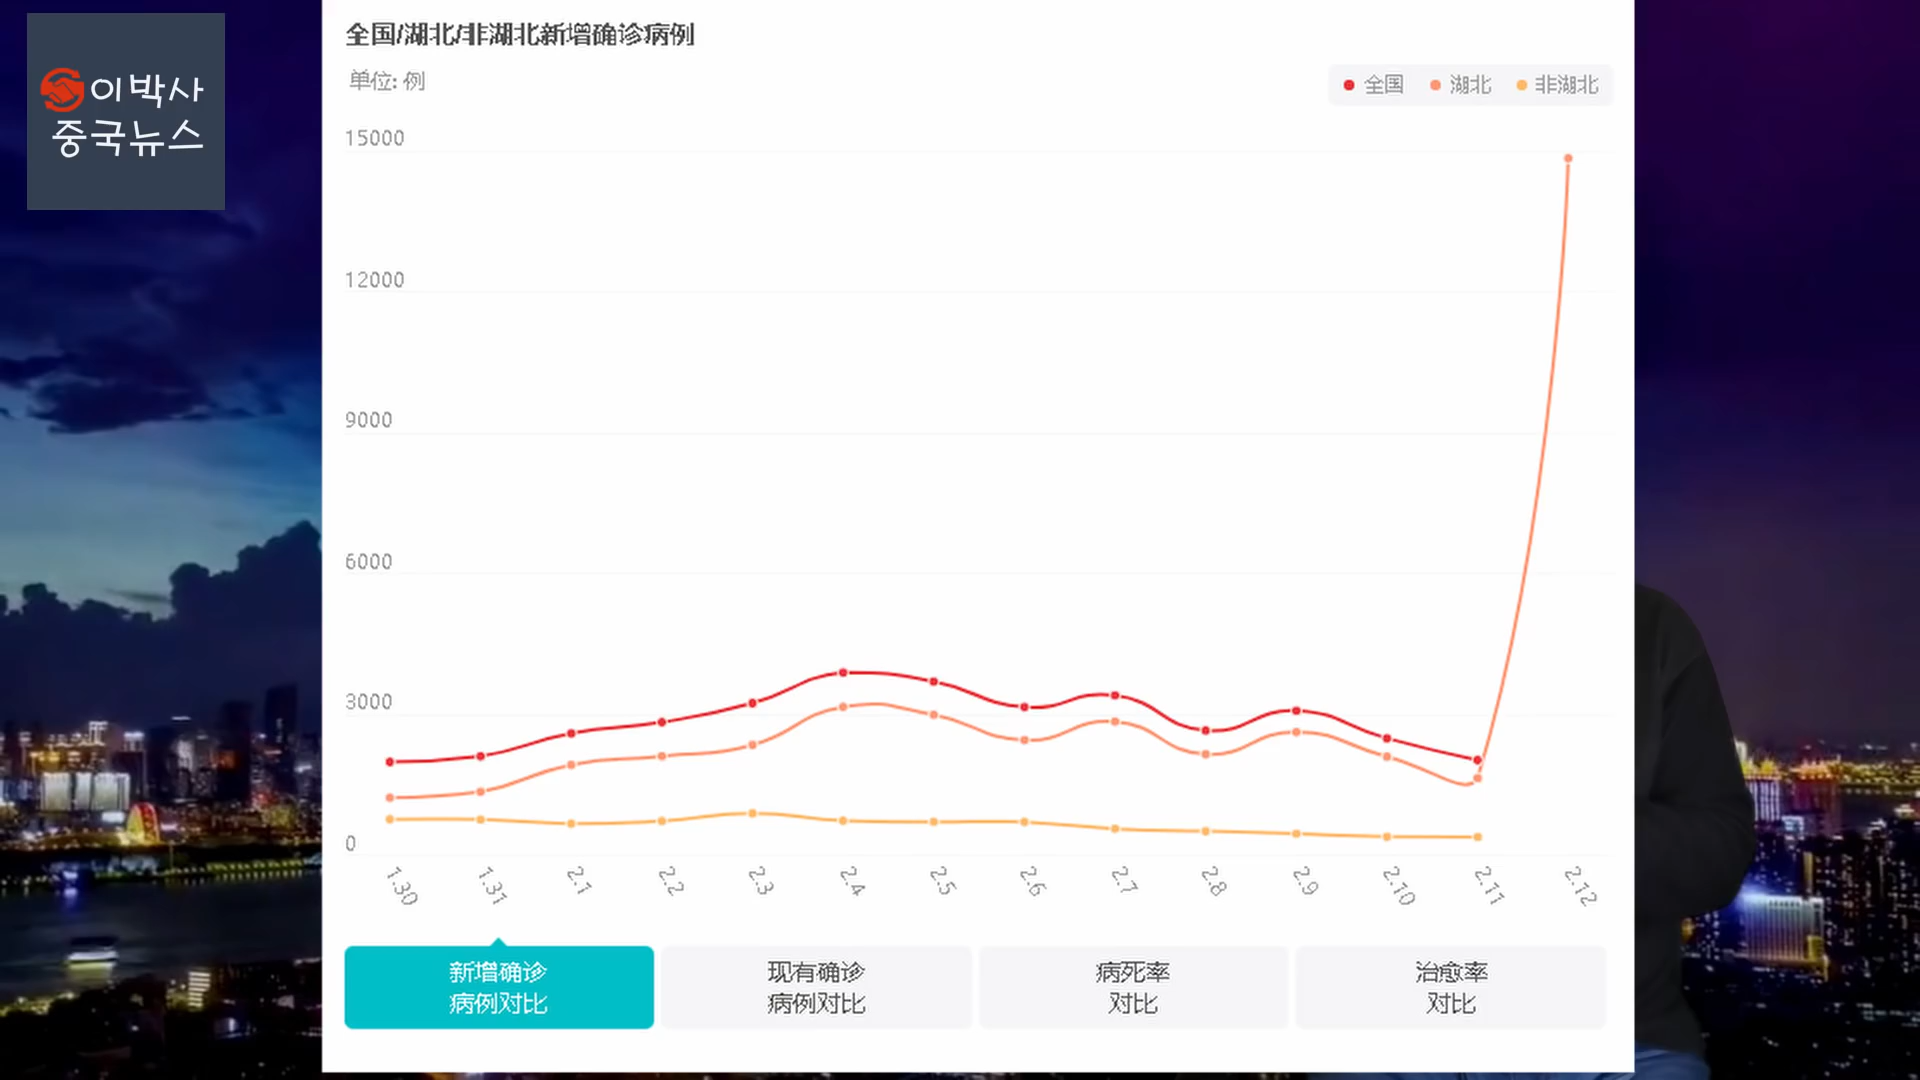 이박사
중국뉴스
全国/湖北/非湖北新增确诊病例
单位: 例
全国 湖北 非湖北
15000
12000
9000
6000
3000
0
1.30 1.31 2.1 2.2 2.3 2.4 2.5 2.6 2.7 2.8 2.9 2.10 2.11 2.12
新增确诊
病例对比
现有确诊
病例对比
病死率
对比
治愈率
对比